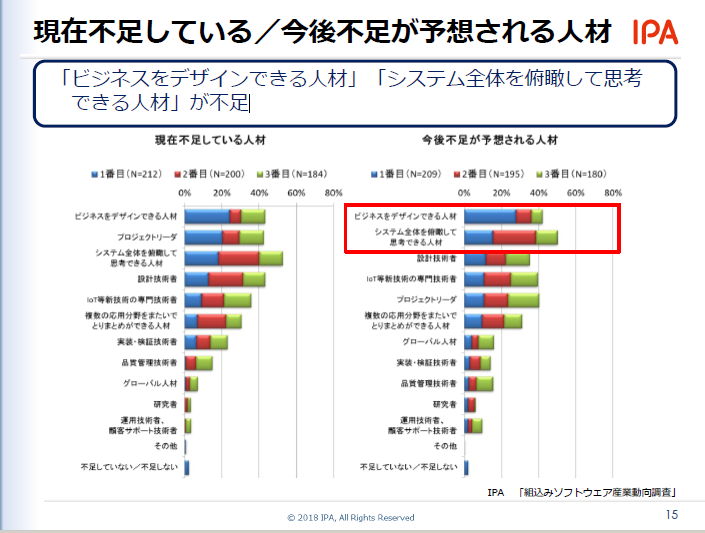 現在不足している／今後不足が予想される人材
IPA
「ビジネスをデザインできる人材」「システム全体を俯瞰して思考
できる人材」が不足
現在不足している人材
1番目(N=212) 2番目(N=200) 3番目(N=184)
0% 20% 40% 60% 80%
ビジネスをデザインできる人材
プロジェクトリーダ
システム全体を俯瞰して
思考できる人材
設計技術者
IoT等新技術の専門技術者
複数の応用分野をまたいで
とりまとめができる人材
実装・検証技術者
品質管理技術者
グローバル人材
研究者
運用技術者、
顧客サポート技術者
その他
不足していない/不足しない
今後不足が予想される人材
1番目(N=209) 2番目(N=195) 3番目(N=180)
0% 20% 40% 60% 80%
ビジネスをデザインできる人材
システム全体を俯瞰して
思考できる人材
設計技術者
IoT等新技術の専門技術者
プロジェクトリーダ
複数の応用分野をまたいで
とりまとめができる人材
グローバル人材
実装・検証技術者
品質管理技術者
研究者
運用技術者、
顧客サポート技術者
その他
不足していない/不足しない
IPA 「組込みソフトウェア産業動向調査」
© 2018 IPA, All Rights Reserved
15